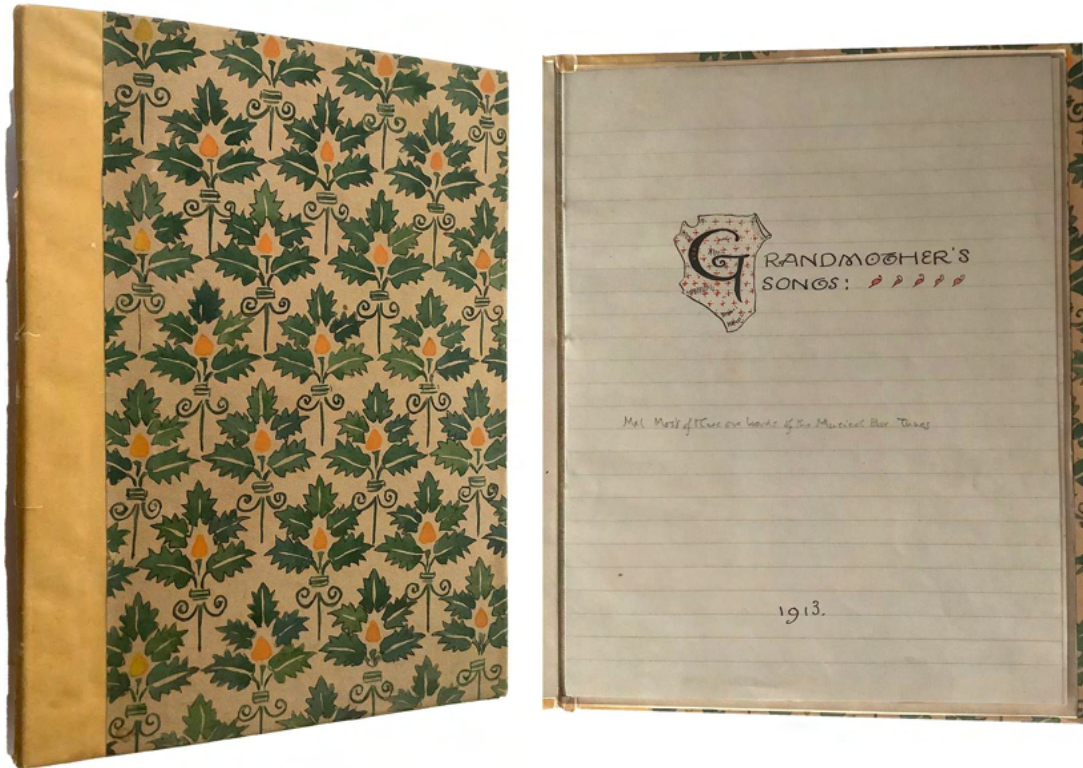 GRANDMOTHER'S
SONGS:
Most of these are words of the Musical Box Tunes
1913.